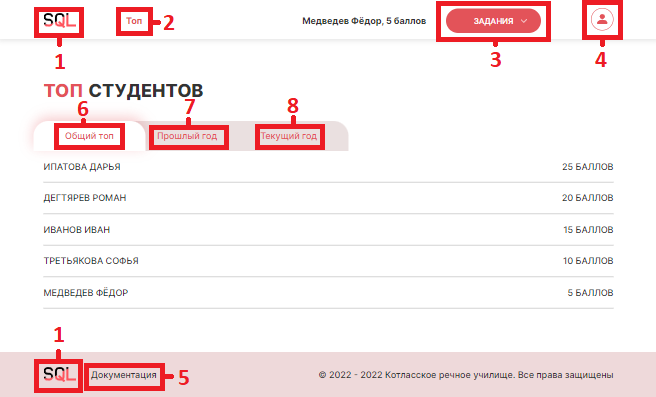 SQL Топ Медведев Фёдор, 5 баллов ЗАДАНИЯ
1 2 3 4
ТОП СТУДЕНТОВ
6 7 8
Общий топ Прошлый год Текущий год
ИПАТОВА ДАРЬЯ 25 БАЛЛОВ
ДЕГТЯРЕВ РОМАН 20 БАЛЛОВ
ИВАНОВ ИВАН 15 БАЛЛОВ
ТРЕТЬЯКОВА СОФЬЯ 10 БАЛЛОВ
МЕДВЕДЕВ ФЁДОР 5 БАЛЛОВ
1
SQL Документация 5 © 2022 - 2022 Котласское речное училище. Все права защищены